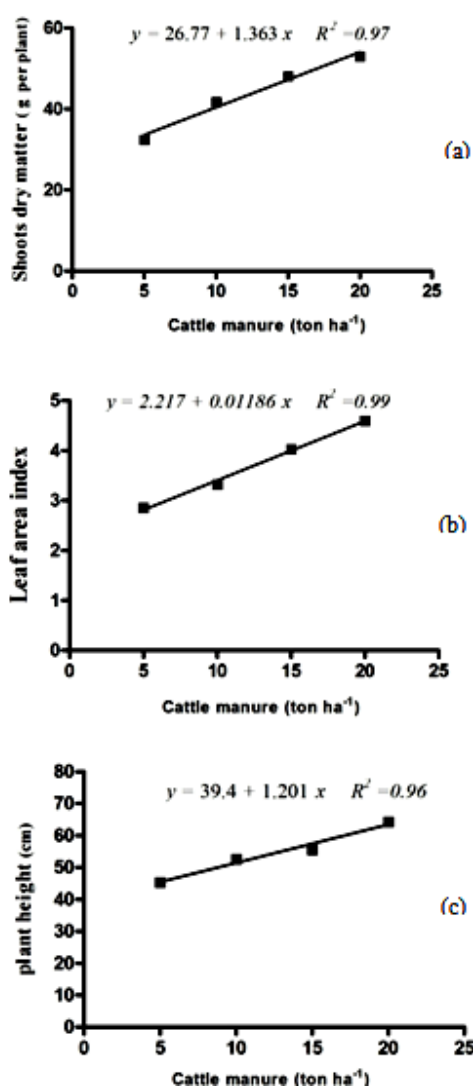 y = 26.77 + 1.363 x R² =0.97
60
40
20
0
0 5 10 15 20 25
Shoots dry matter (g per plant)
Cattle manure (ton ha⁻¹)
(a)
y = 2.217 + 0.01186 x R² =0.99
5
4
3
2
1
0
0 5 10 15 20 25
Leaf area index
Cattle manure (ton ha⁻¹)
(b)
y = 39.4 + 1.201 x R² =0.96
80
70
60
50
40
30
20
10
0
0 5 10 15 20 25
plant height (cm)
Cattle manure (ton ha⁻¹)
(c)